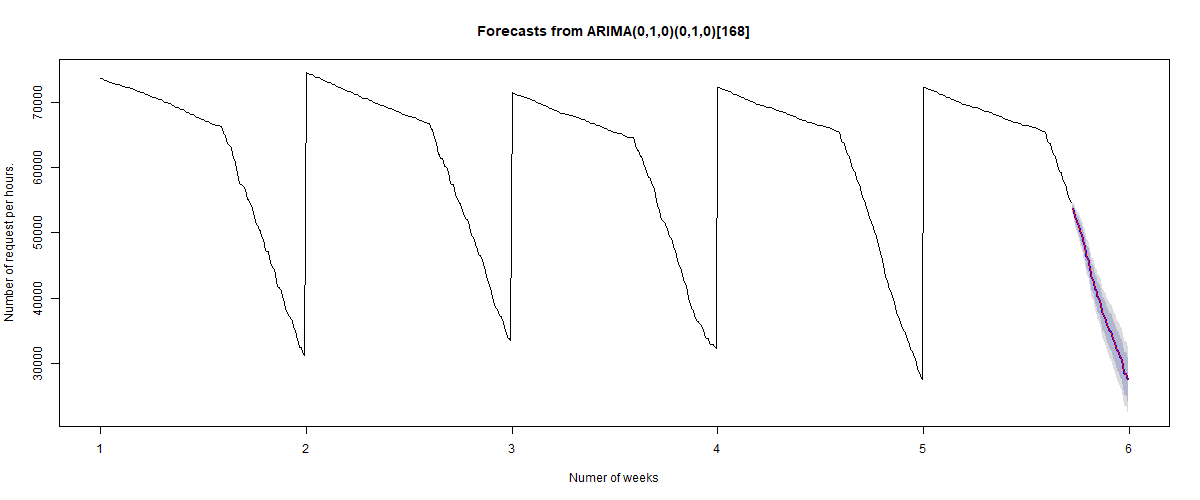 Forecasts from ARIMA(0,1,0)(0,1,0)[168]
Number of request per hours.
70000
60000
50000
40000
30000
1 2 3 4 5 6
Numer of weeks